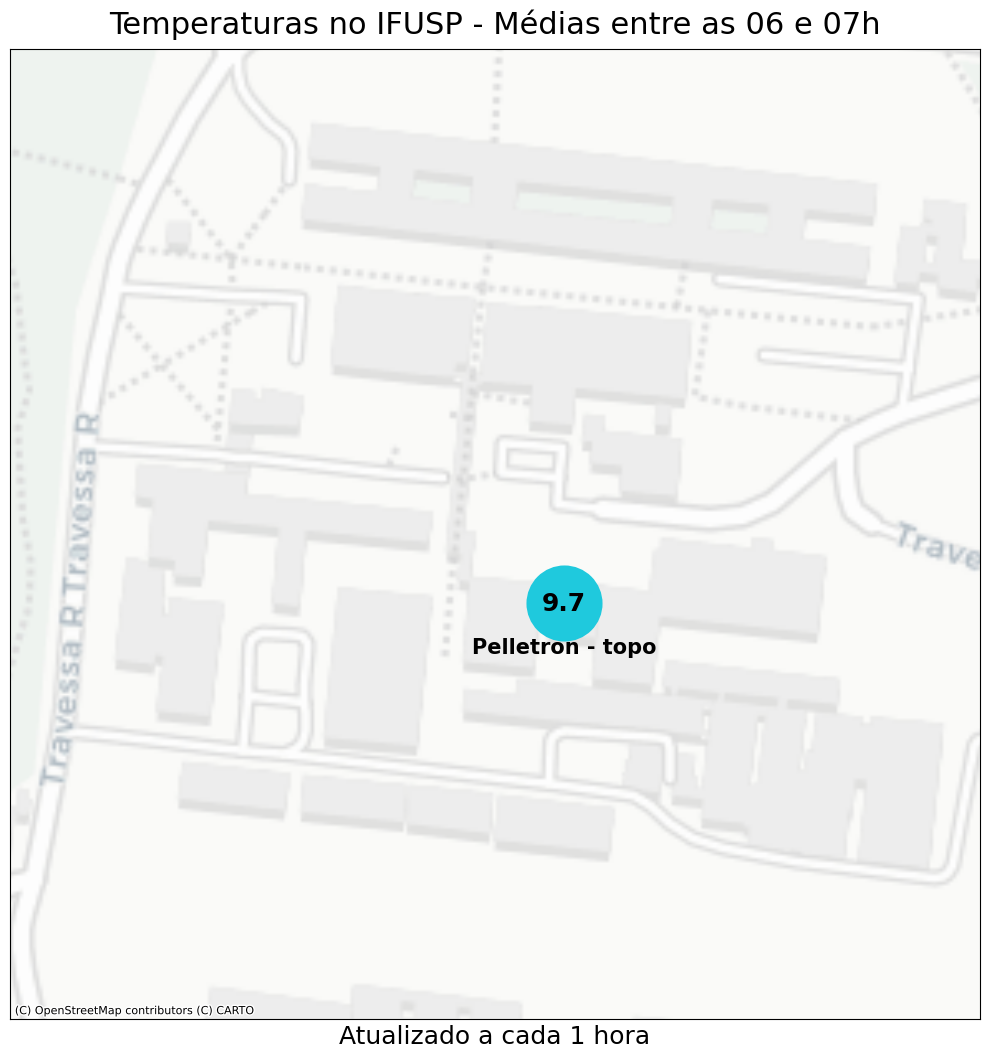 Temperaturas no IFUSP - Médias entre as 06 e 07h
Travessa R Travessa R
Trave
9.7
Pelletron - topo
(C) OpenStreetMap contributors (C) CARTO
Atualizado a cada 1 hora